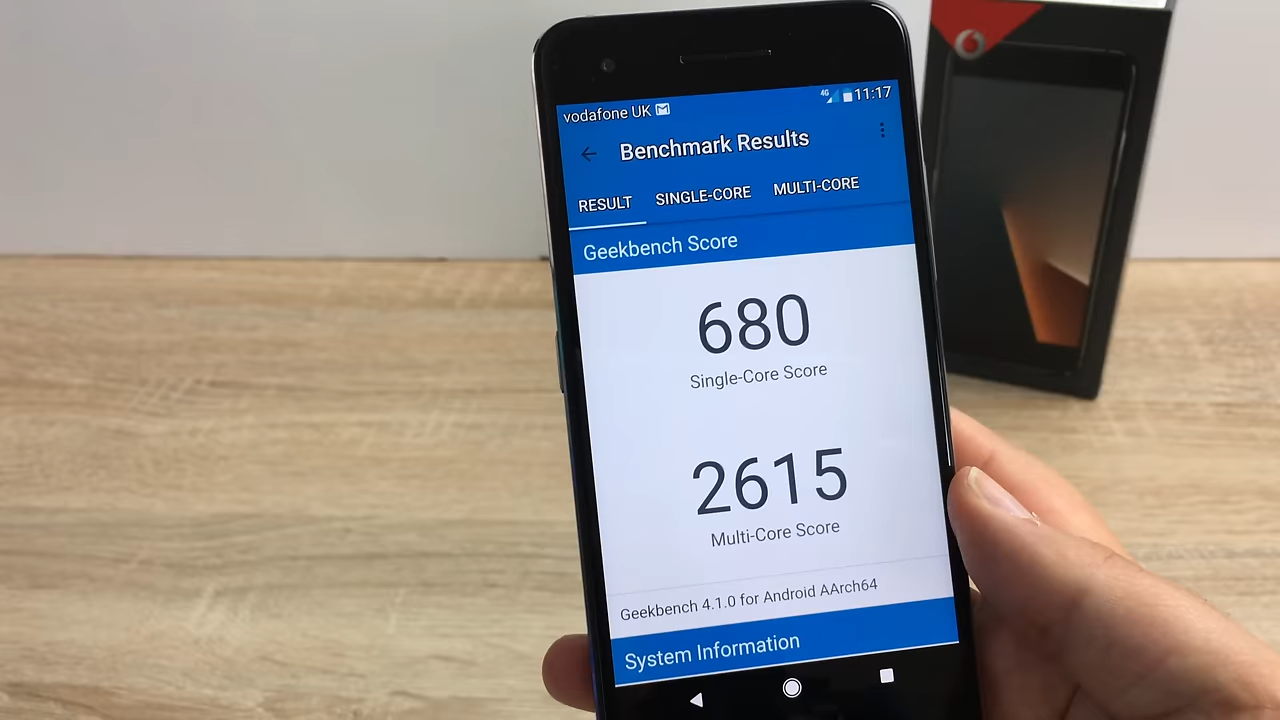 vodafone UK
4G 11:17
Benchmark Results
RESULT SINGLE-CORE MULTI-CORE
Geekbench Score
680
Single-Core Score
2615
Multi-Core Score
Geekbench 4.1.0 for Android AArch64
System Information